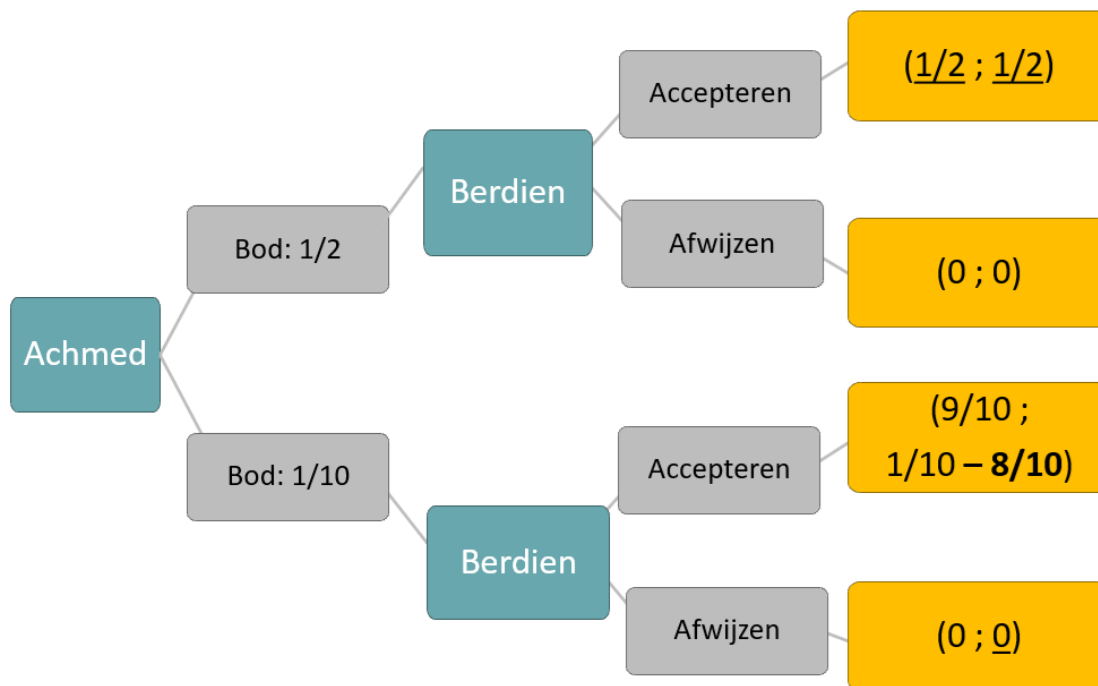 Accepteren
(1/2 ; 1/2)
Berdien
Bod: 1/2
Afwijzen
(0 ; 0)
Achmed
(9/10 ;
1/10 – 8/10)
Accepteren
Bod: 1/10
Berdien
Afwijzen
(0 ; 0)